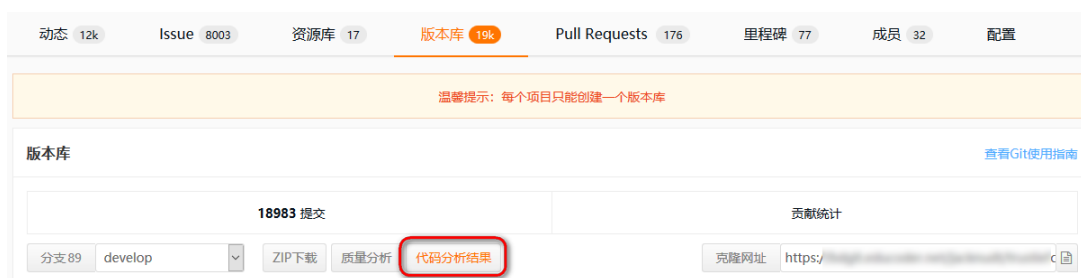 动态 12k Issue 8003 资源库 17 版本库 19k Pull Requests 176 里程碑 77 成员 32 配置
温馨提示：每个项目只能创建一个版本库
版本库 查看Git使用指南
18983 提交 贡献统计
分支 89 develop ZIP下载 质量分析 代码分析结果 克隆网址 https:/